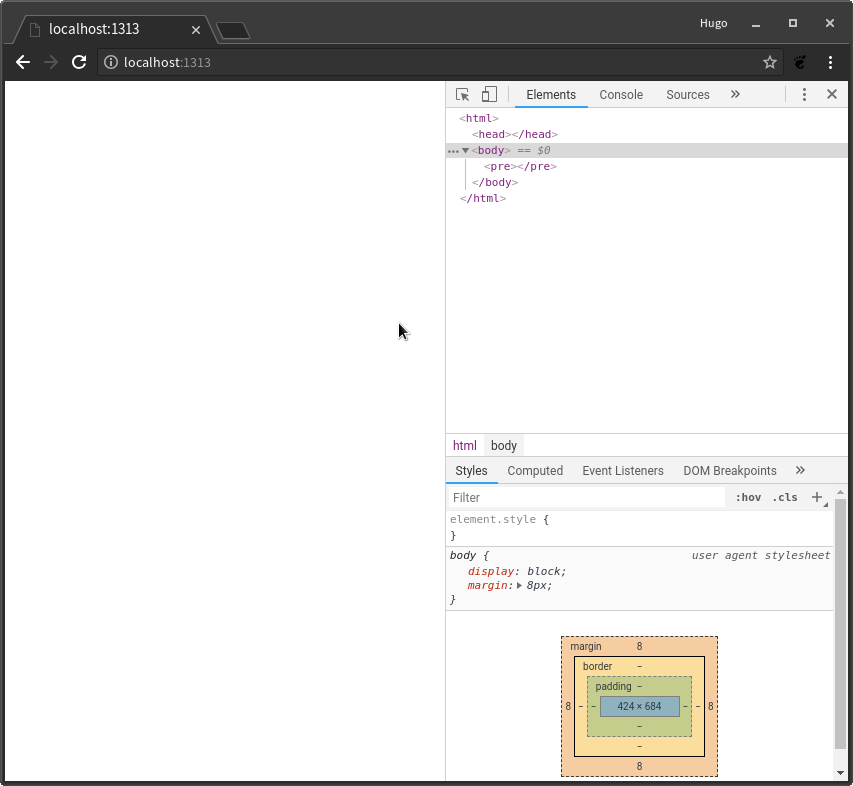 localhost:1313
Hugo
localhost:1313
Elements Console Sources »
<html>
<head></head>
<body> == $0
<pre></pre>
</body>
</html>
html body
Styles Computed Event Listeners DOM Breakpoints »
Filter :hov .cls +
element.style {
}
body { user agent stylesheet
display: block;
margin: 8px;
}
margin 8
border –
padding –
8 – – 424 × 684 – – 8
–
–
8